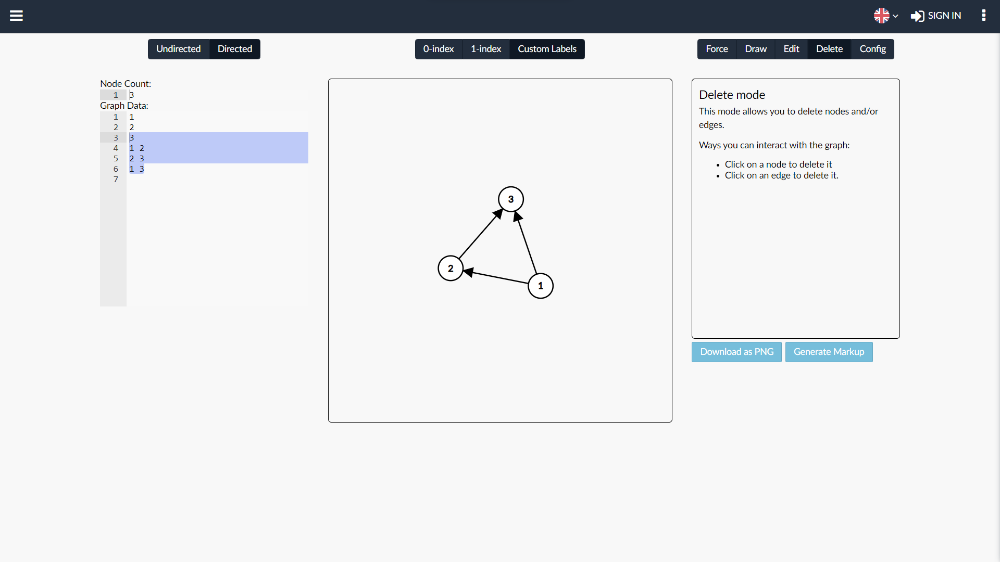 SIGN IN
Undirected Directed
0-index 1-index Custom Labels
Force Draw Edit Delete Config
Node Count:
1 3
Graph Data:
1 1
2 2
3 3
4 1 2
5 2 3
6 1 3
7
3
2
1
Delete mode
This mode allows you to delete nodes and/or
edges.
Ways you can interact with the graph:
• Click on a node to delete it
• Click on an edge to delete it.
Download as PNG Generate Markup